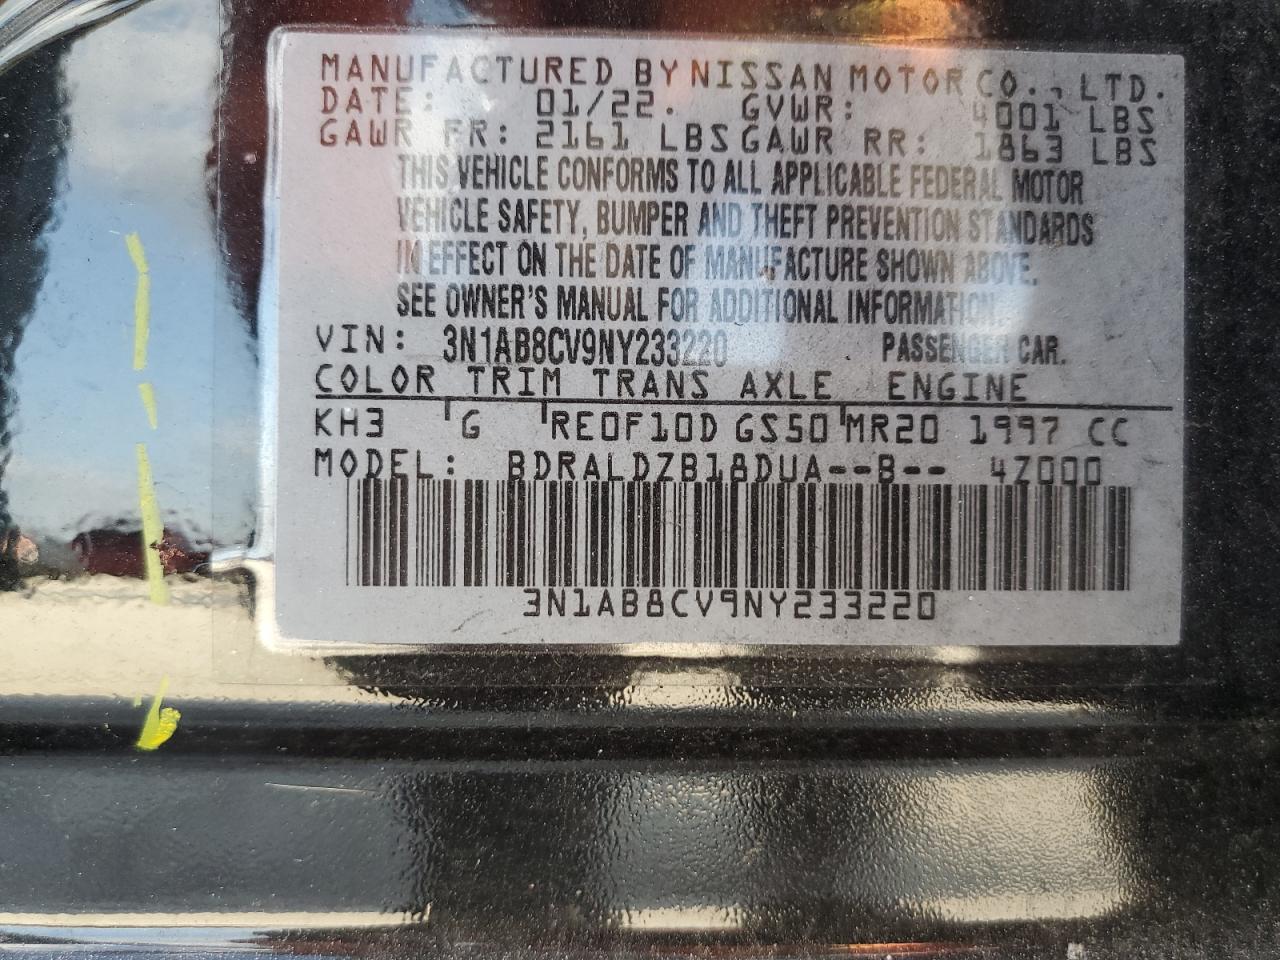 MANUFACTURED BY NISSAN MOTOR CO., LTD.
DATE: 01/22. GVWR: 4001 LBS
GAWR FR: 2161 LBS GAWR RR: 1863 LBS
THIS VEHICLE CONFORMS TO ALL APPLICABLE FEDERAL MOTOR
VEHICLE SAFETY, BUMPER AND THEFT PREVENTION STANDARDS
IN EFFECT ON THE DATE OF MANUFACTURE SHOWN ABOVE.
SEE OWNER'S MANUAL FOR ADDITIONAL INFORMATION.
VIN: 3N1AB8CV9NY233220 PASSENGER CAR.
COLOR TRIM TRANS AXLE ENGINE
KH3 G RE0F10D GS50 MR20 1997 CC
MODEL: BDRALDZB18DUA--B-- 4Z000
3N1AB8CV9NY233220